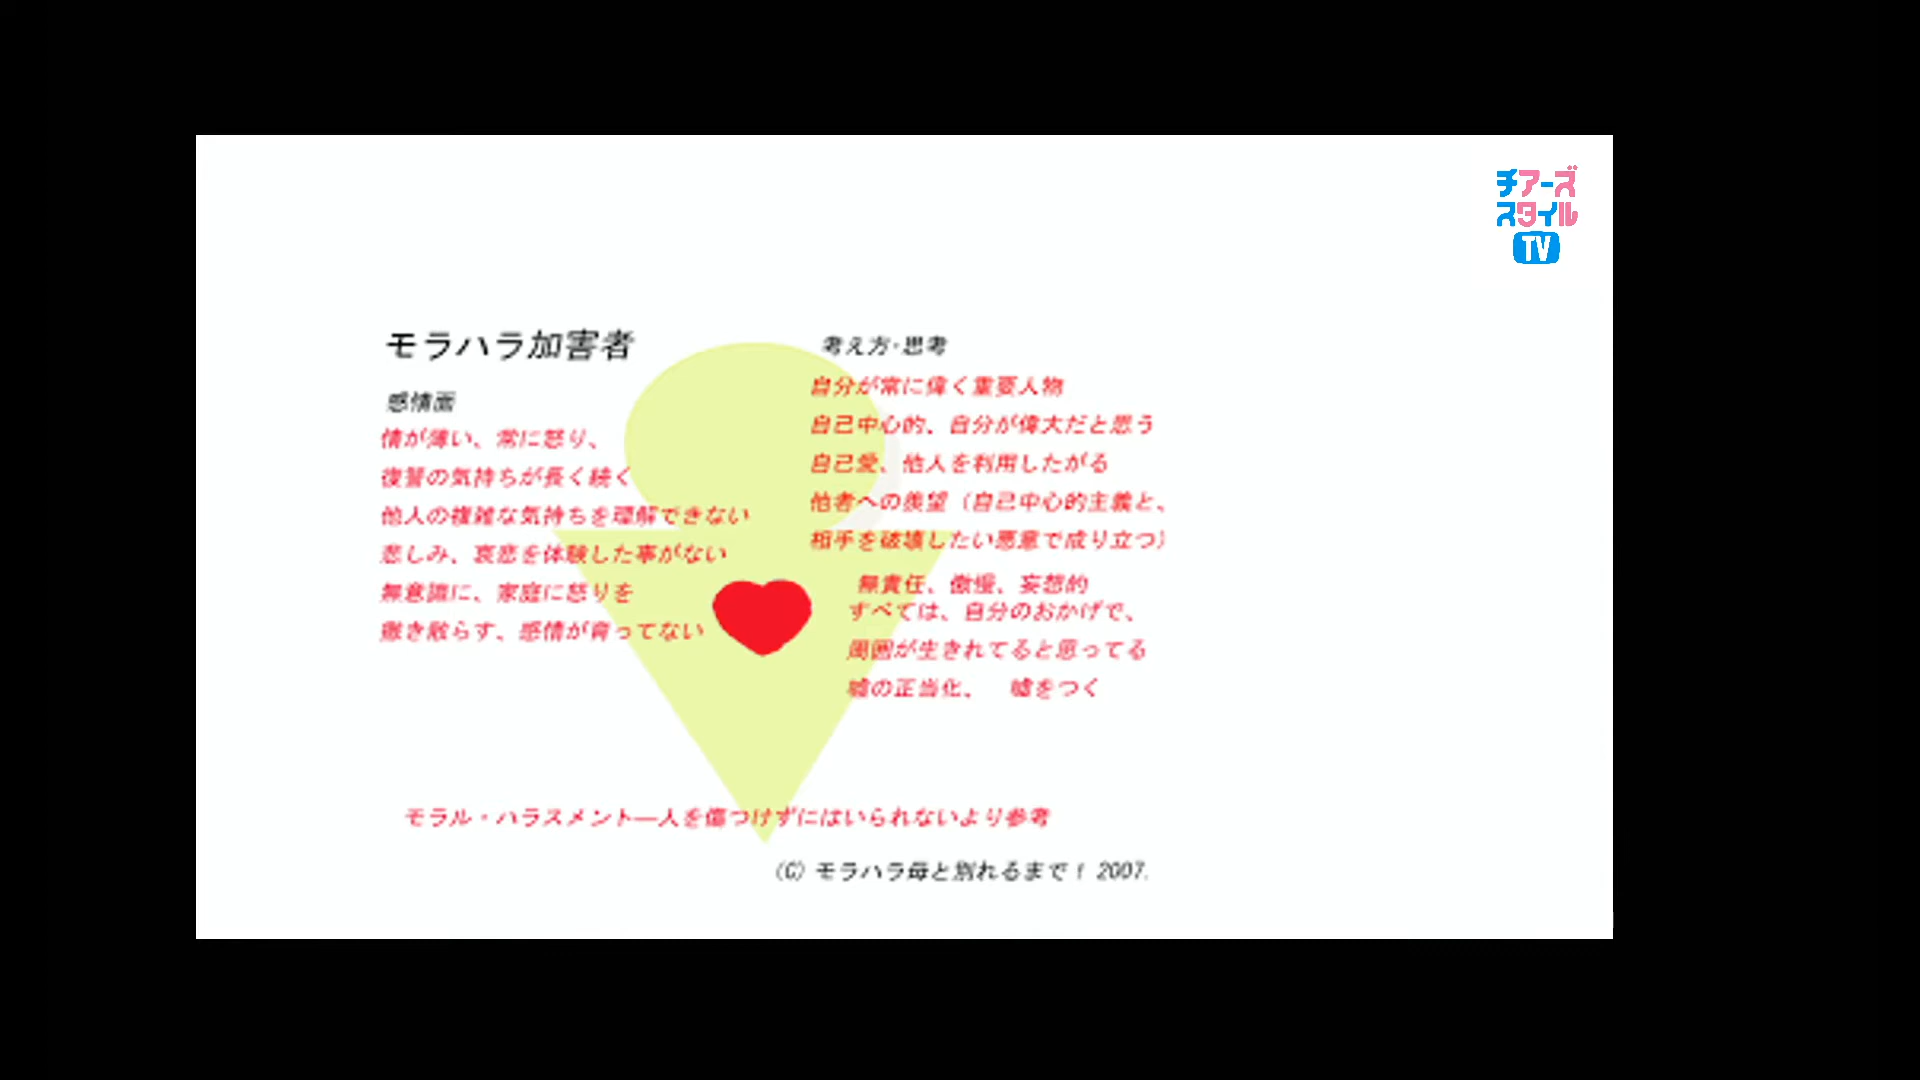 チアーズ
スタイル
TV
モラハラ加害者
感情面
情が薄い、常に怒り、
復讐の気持ちが長く続く
他人の複雑な気持ちを理解できない
悲しみ、哀悲を体験した事がない
無意識に、家庭に怒りを
撒き散らす、感情が育ってない
考え方・思考
自分が常に偉く重要人物
自己中心的、自分が偉大だと思う
自己愛、他人を利用したがる
他者への羨望（自己中心的主義と、
相手を破壊したい悪意で成り立つ）
無責任、傲慢、妄想的
すべては、自分のおかげで、
周囲が生きれてると思ってる
嘘の正当化、　嘘をつく
モラル・ハラスメント―人を傷つけずにはいられないより参考
(C) モラハラ母と別れるまで！ 2007.